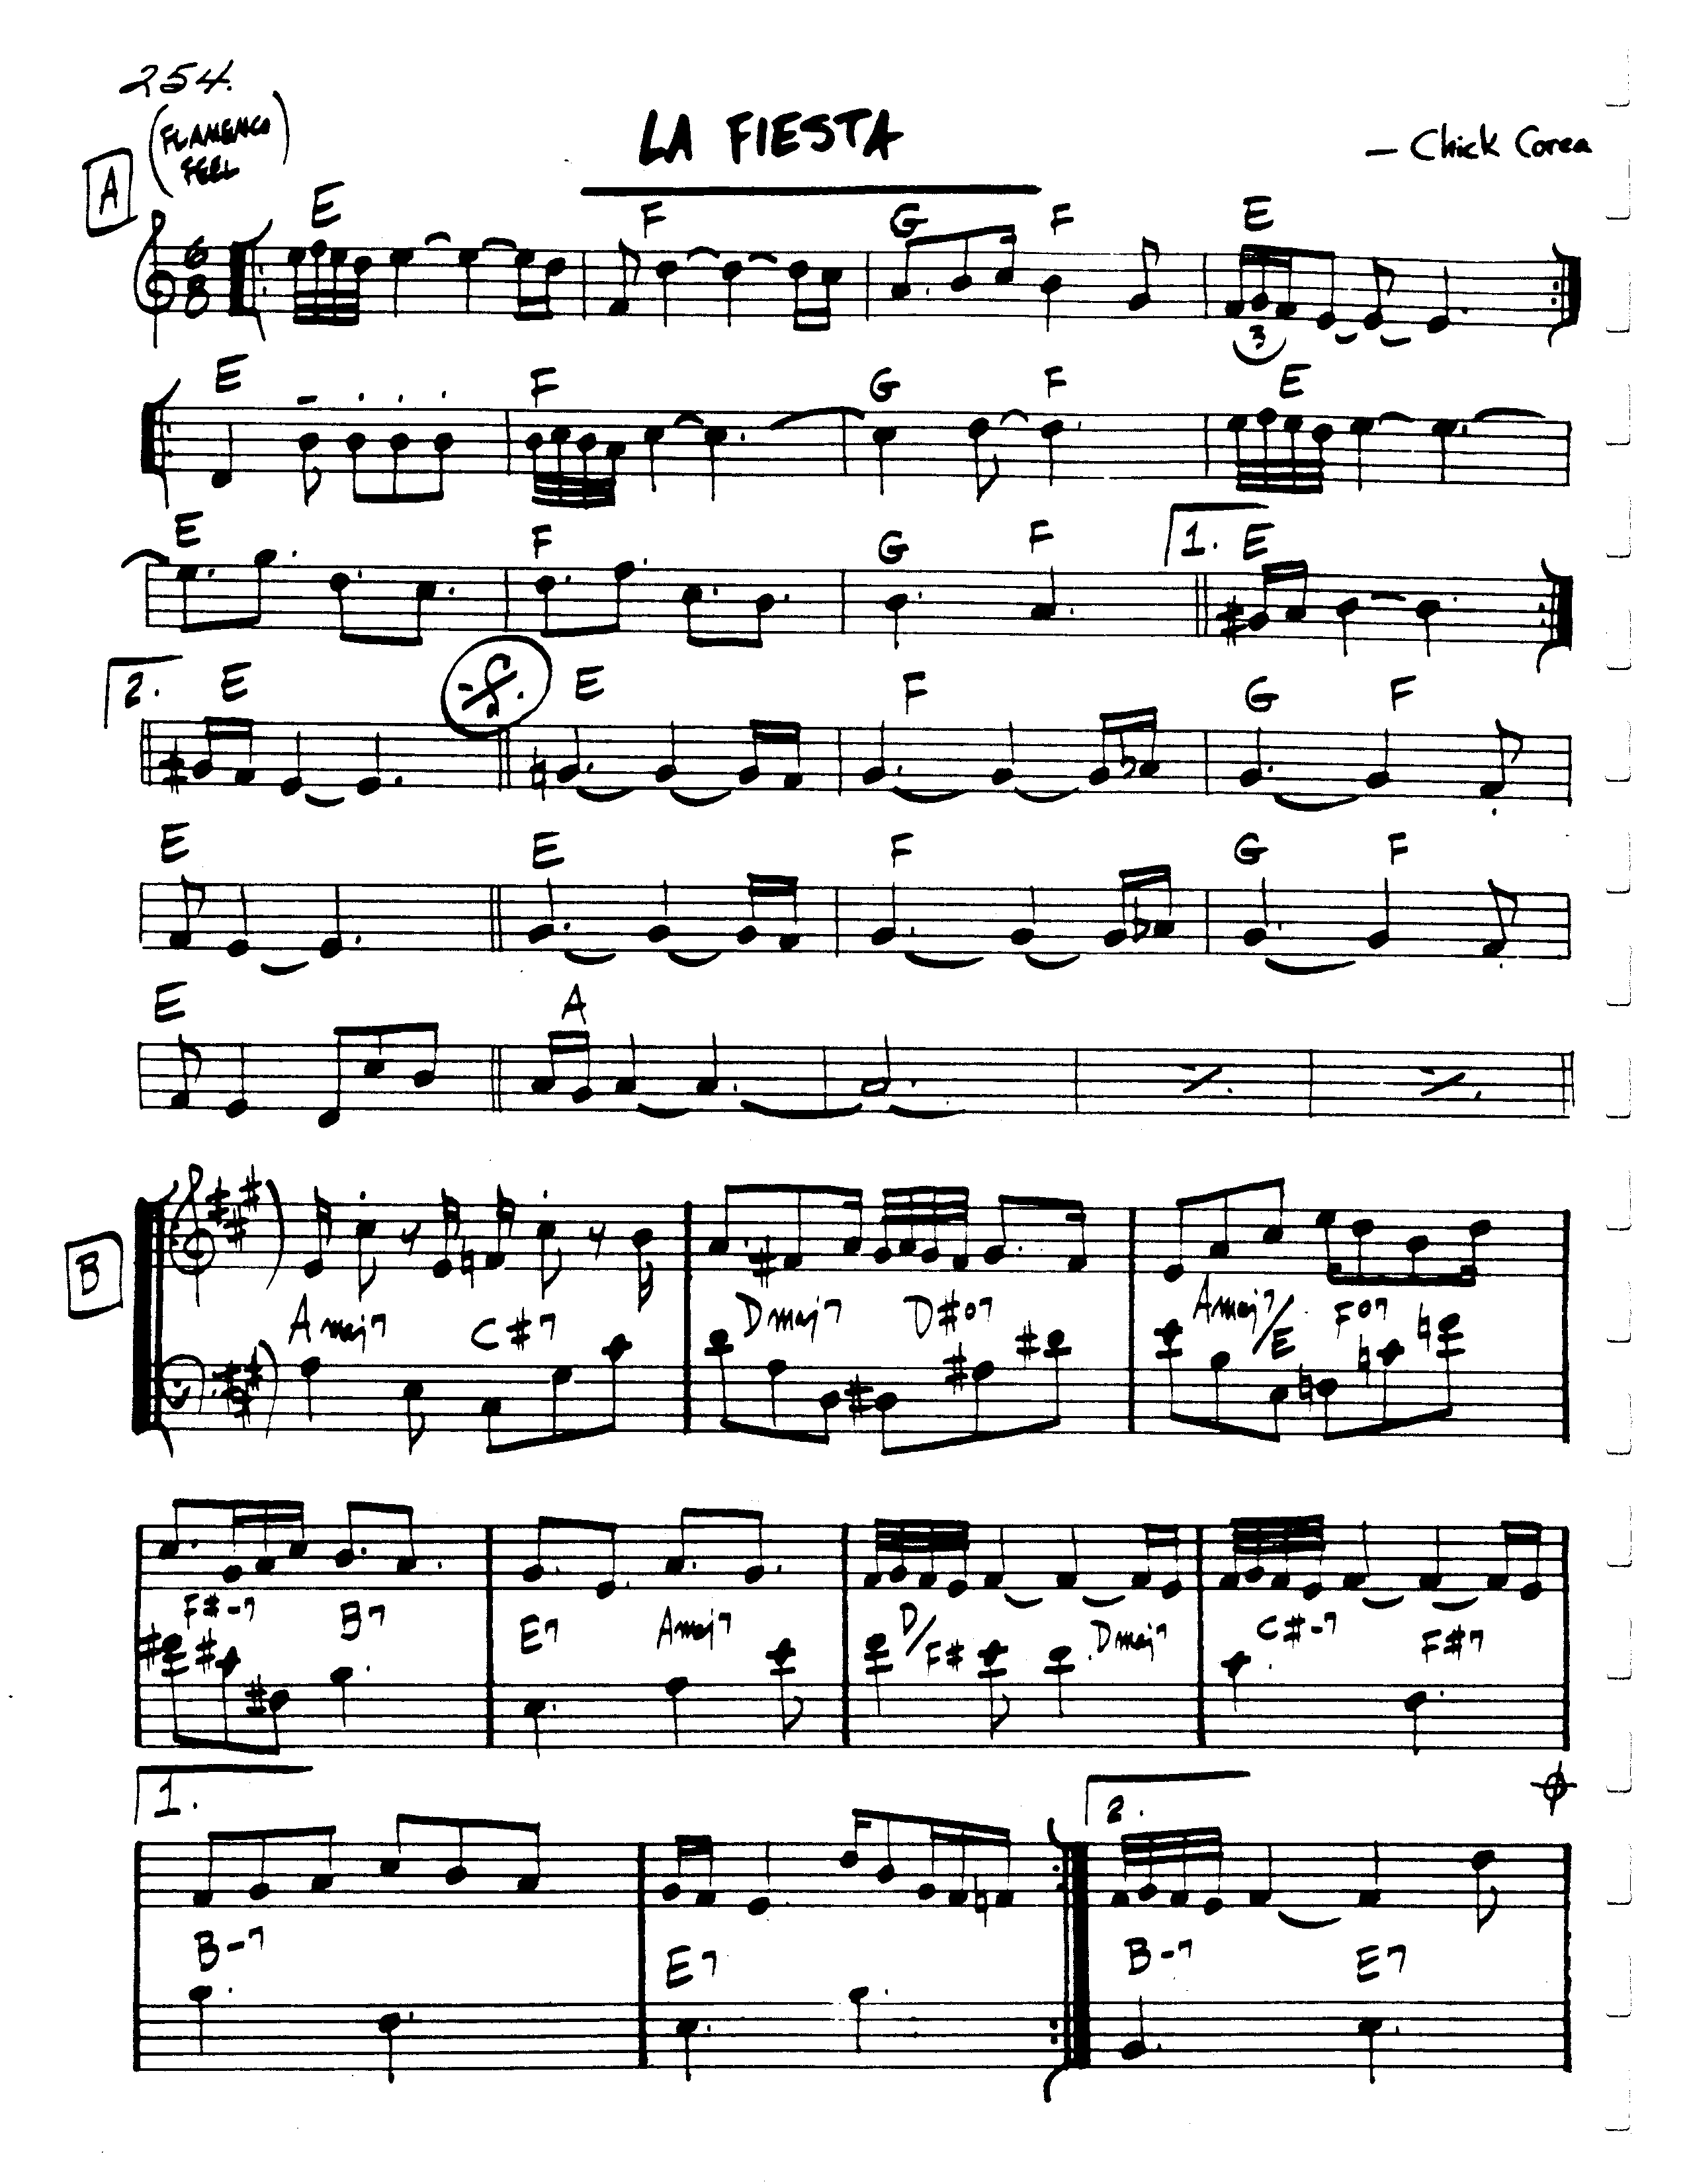 254.
(FLAMENCO FEEL)
LA FIESTA
— Chick Corea
A
E F G F E
6 8
3
E F G F E
E F G F 1. E
2. E E F G F
E E F G F
E A
B
Amaj7 C#7 Dmaj7 D#o7 Amaj7/E Fo7
F#-7 B7 E7 Amaj7 D/F# Dmaj7 C#-7 F#7
1. 2.
B-7 E7 B-7 E7